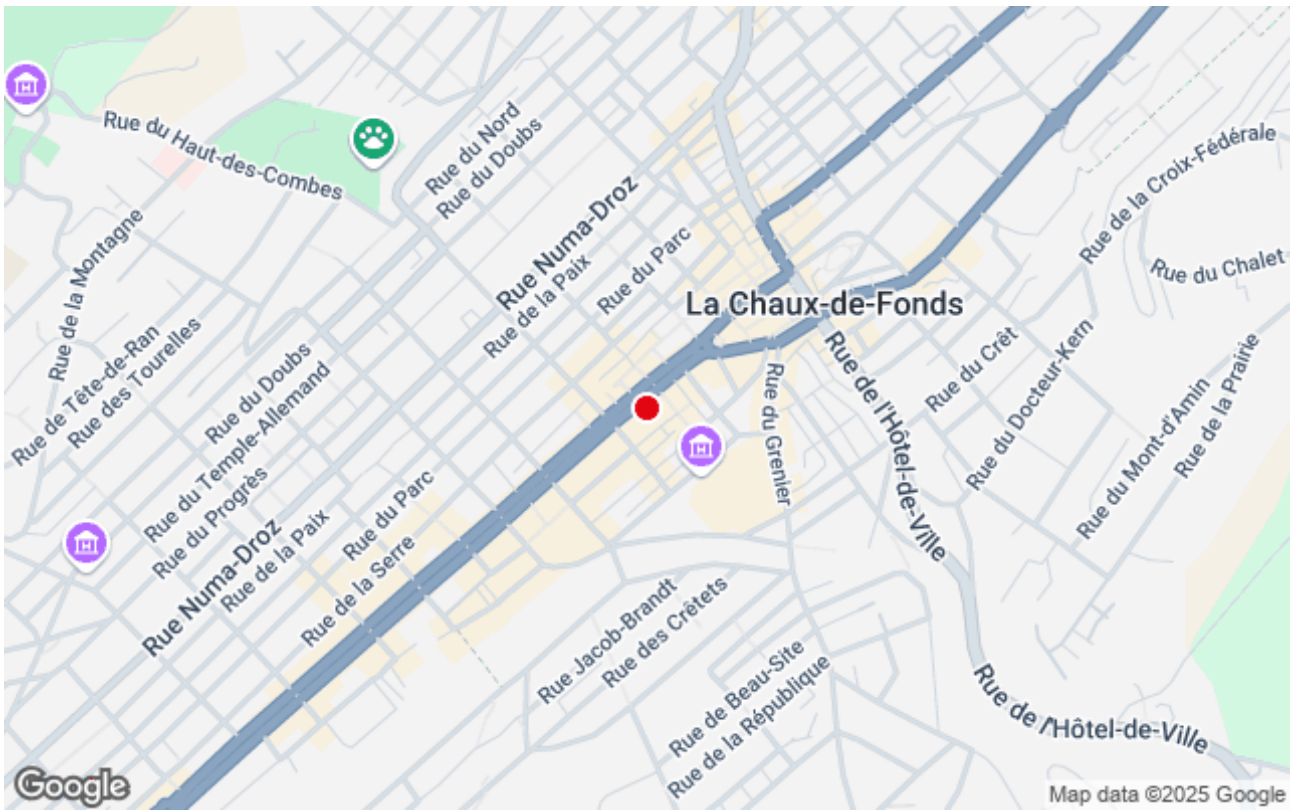 Rue du Haut-des-Combes
Rue du Nord
Rue du Doubs
Rue de la Croix-Fédérale
Rue Numa-Droz
Rue du Parc
Rue de la Paix
Rue de la Montagne
Rue du Chalet
La Chaux-de-Fonds
Rue de Tête-de-Ran
Rue des Tourelles
Rue du Doubs
Rue du Temple-Allemand
Rue du Progrès
Rue du Crêt
Rue du Docteur-Kern
Rue du Mont-d'Amin
Rue de la Prairie
Rue du Grenier
Rue de l'Hôtel-de-Ville
Rue du Parc
Rue de la Paix
Rue Numa-Droz
Rue de la Serre
Rue Jacob-Brandt
Rue des Crêtets
Rue de Beau-Site
Rue de la République
Rue de l'Hôtel-de-Ville
Google
Map data ©2025 Google